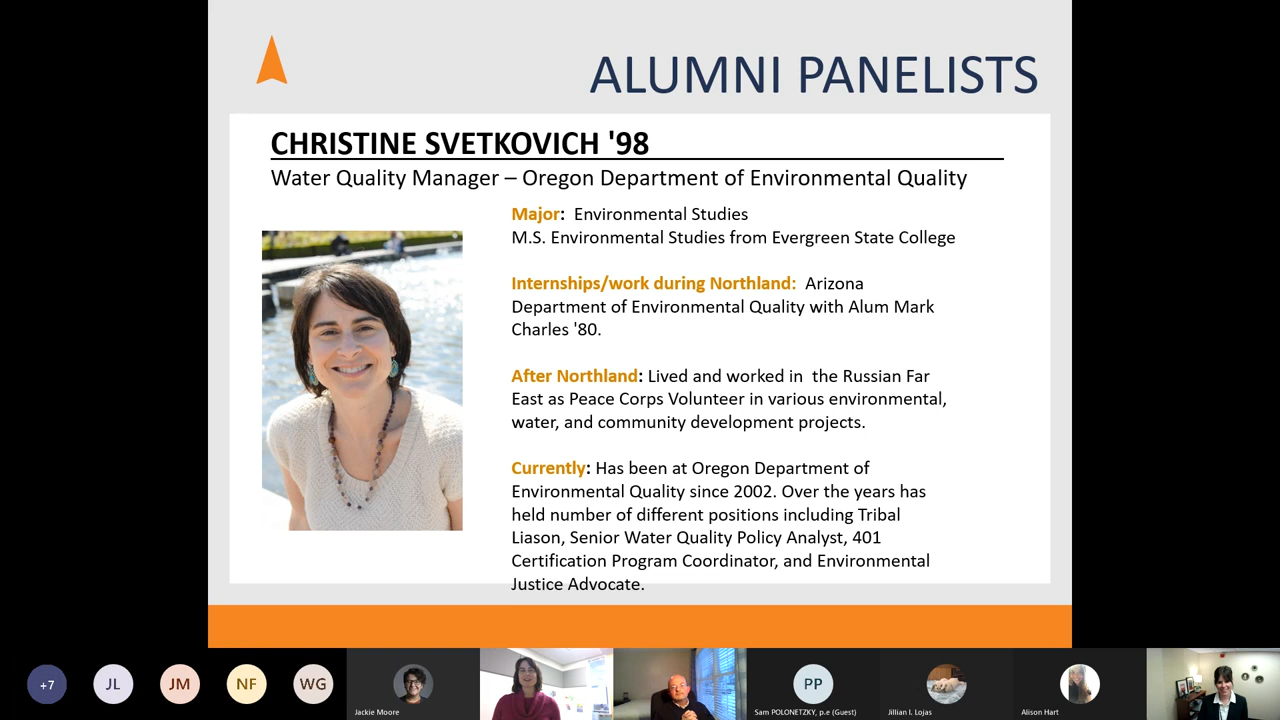 ALUMNI PANELISTS
CHRISTINE SVETKOVICH '98
Water Quality Manager – Oregon Department of Environmental Quality
Major:  Environmental Studies
M.S. Environmental Studies from Evergreen State College
Internships/work during Northland:  Arizona
Department of Environmental Quality with Alum Mark
Charles '80.
After Northland: Lived and worked in  the Russian Far
East as Peace Corps Volunteer in various environmental,
water, and community development projects.
Currently: Has been at Oregon Department of
Environmental Quality since 2002. Over the years has
held number of different positions including Tribal
Liason, Senior Water Quality Policy Analyst, 401
Certification Program Coordinator, and Environmental
Justice Advocate.
+7
JL
JM
NF
WG
PP
Jackie Moore
Sam POLONETZKY, p.e (Guest)
Jillian I. Lojas
Alison Hart